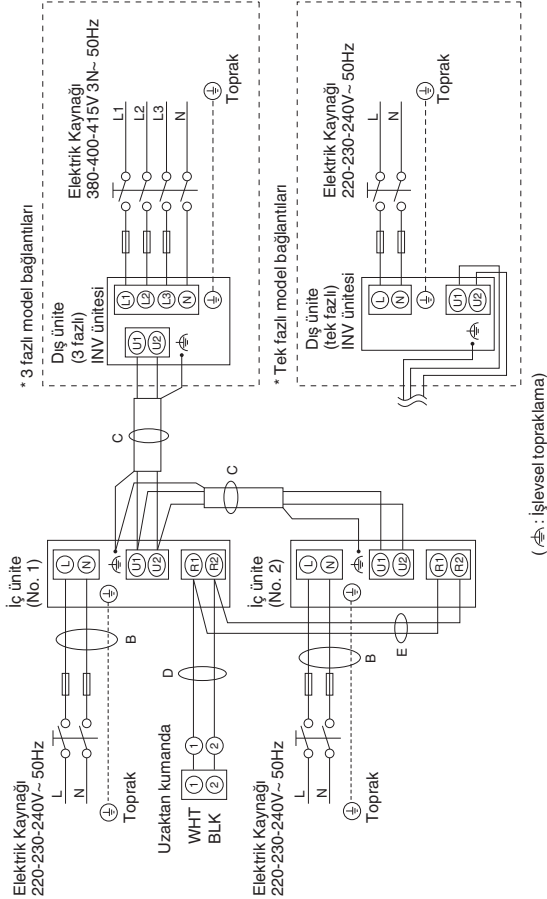 * 3 fazlı model bağlantıları
Dış ünite
(3 fazlı)
INV ünitesi
Elektrik Kaynağı
380-400-415V 3N~ 50Hz
L1
L2
L3
N
L1
L2
L3
N
Toprak
U1
U2
* Tek fazlı model bağlantıları
Dış ünite
(tek fazlı)
INV ünitesi
Elektrik Kaynağı
220-230-240V~ 50Hz
L
N
L
N
Toprak
U1
U2
C
C
İç ünite
(No. 1)
L
N
U1
U2
R1
R2
Elektrik Kaynağı
220-230-240V~ 50Hz
L
N
B
Toprak
Uzaktan kumanda
WHT
BLK
1
2
1
2
D
İç ünite
(No. 2)
L
N
U1
U2
R1
R2
Elektrik Kaynağı
220-230-240V~ 50Hz
L
N
B
Toprak
E
( : İşlevsel topraklama)